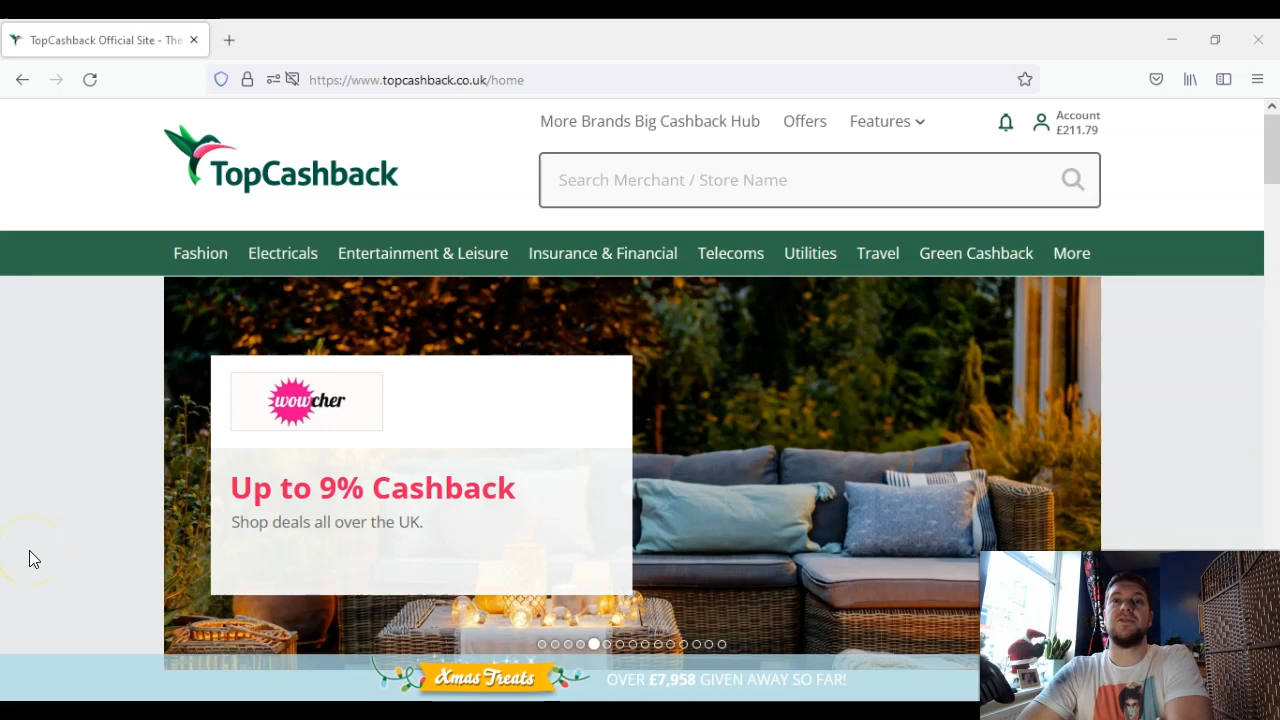 TopCashback Official Site - The
https://www.topcashback.co.uk/home
More Brands Big Cashback Hub Offers Features
Account
£211.79
TopCashback
Search Merchant / Store Name
Fashion Electricals Entertainment & Leisure Insurance & Financial Telecoms Utilities Travel Green Cashback More
wowcher
Up to 9% Cashback
Shop deals all over the UK.
Xmas Treats OVER £7,958 GIVEN AWAY SO FAR!